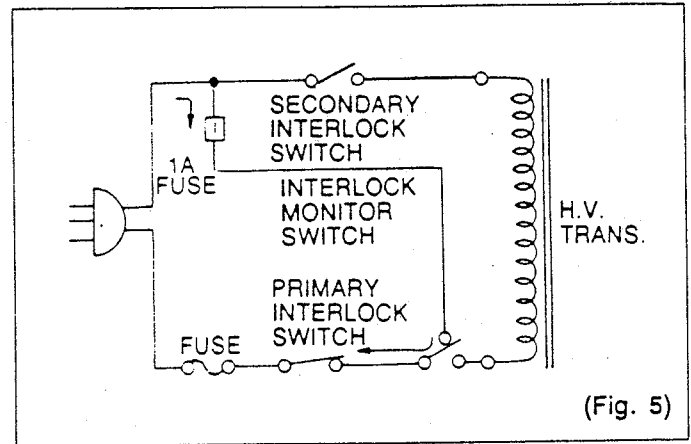 SECONDARY
INTERLOCK
SWITCH
1A
FUSE
INTERLOCK
MONITOR
SWITCH
H.V.
TRANS.
PRIMARY
INTERLOCK
SWITCH
FUSE
(Fig. 5)